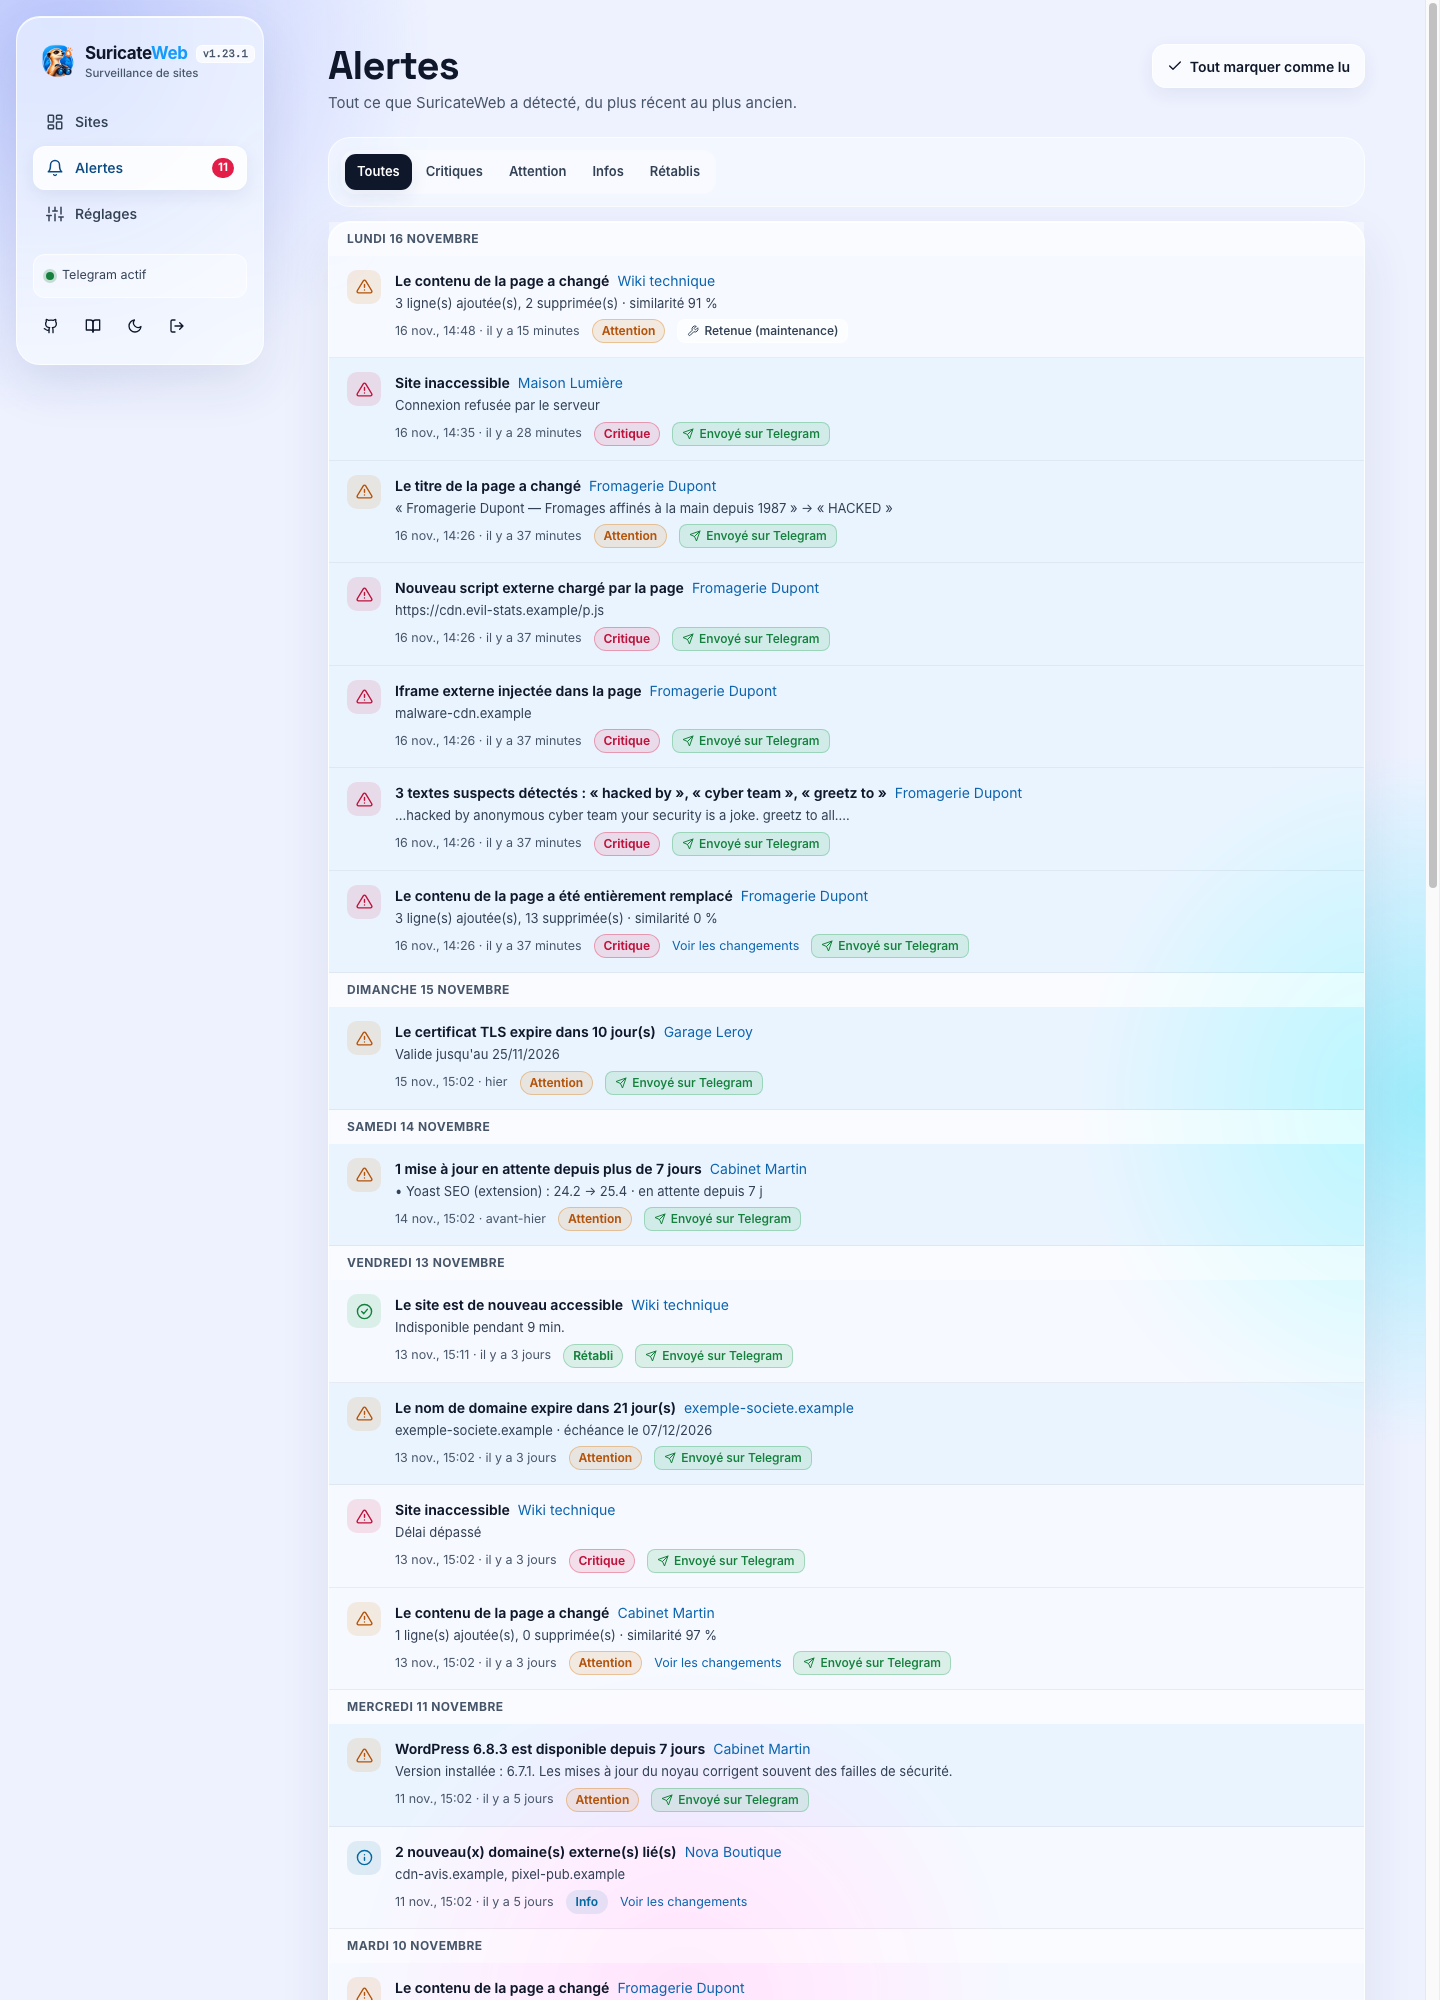 SuricateWeb v1.23.1
Surveillance de sites
Sites
Alertes 11
Réglages
Telegram actif
Alertes
Tout ce que SuricateWeb a détecté, du plus récent au plus ancien.
Tout marquer comme lu
Toutes Critiques Attention Infos Rétablis
LUNDI 16 NOVEMBRE
Le contenu de la page a changé Wiki technique
3 ligne(s) ajoutée(s), 2 supprimée(s) · similarité 91 %
16 nov., 14:48 · il y a 15 minutes Attention Retenue (maintenance)
Site inaccessible Maison Lumière
Connexion refusée par le serveur
16 nov., 14:35 · il y a 28 minutes Critique Envoyé sur Telegram
Le titre de la page a changé Fromagerie Dupont
« Fromagerie Dupont — Fromages affinés à la main depuis 1987 » → « HACKED »
16 nov., 14:26 · il y a 37 minutes Attention Envoyé sur Telegram
Nouveau script externe chargé par la page Fromagerie Dupont
https://cdn.evil-stats.example/p.js
16 nov., 14:26 · il y a 37 minutes Critique Envoyé sur Telegram
Iframe externe injectée dans la page Fromagerie Dupont
malware-cdn.example
16 nov., 14:26 · il y a 37 minutes Critique Envoyé sur Telegram
3 textes suspects détectés : « hacked by », « cyber team », « greetz to » Fromagerie Dupont
…hacked by anonymous cyber team your security is a joke. greetz to all.…
16 nov., 14:26 · il y a 37 minutes Critique Envoyé sur Telegram
Le contenu de la page a été entièrement remplacé Fromagerie Dupont
3 ligne(s) ajoutée(s), 13 supprimée(s) · similarité 0 %
16 nov., 14:26 · il y a 37 minutes Critique Voir les changements Envoyé sur Telegram
DIMANCHE 15 NOVEMBRE
Le certificat TLS expire dans 10 jour(s) Garage Leroy
Valide jusqu'au 25/11/2026
15 nov., 15:02 · hier Attention Envoyé sur Telegram
SAMEDI 14 NOVEMBRE
1 mise à jour en attente depuis plus de 7 jours Cabinet Martin
• Yoast SEO (extension) : 24.2 → 25.4 · en attente depuis 7 j
14 nov., 15:02 · avant-hier Attention Envoyé sur Telegram
VENDREDI 13 NOVEMBRE
Le site est de nouveau accessible Wiki technique
Indisponible pendant 9 min.
13 nov., 15:11 · il y a 3 jours Rétabli Envoyé sur Telegram
Le nom de domaine expire dans 21 jour(s) exemple-societe.example
exemple-societe.example · échéance le 07/12/2026
13 nov., 15:02 · il y a 3 jours Attention Envoyé sur Telegram
Site inaccessible Wiki technique
Délai dépassé
13 nov., 15:02 · il y a 3 jours Critique Envoyé sur Telegram
Le contenu de la page a changé Cabinet Martin
1 ligne(s) ajoutée(s), 0 supprimée(s) · similarité 97 %
13 nov., 15:02 · il y a 3 jours Attention Voir les changements Envoyé sur Telegram
MERCREDI 11 NOVEMBRE
WordPress 6.8.3 est disponible depuis 7 jours Cabinet Martin
Version installée : 6.7.1. Les mises à jour du noyau corrigent souvent des failles de sécurité.
11 nov., 15:02 · il y a 5 jours Attention Envoyé sur Telegram
2 nouveau(x) domaine(s) externe(s) lié(s) Nova Boutique
cdn-avis.example, pixel-pub.example
11 nov., 15:02 · il y a 5 jours Info Voir les changements
MARDI 10 NOVEMBRE
Le contenu de la page a changé Fromagerie Dupont